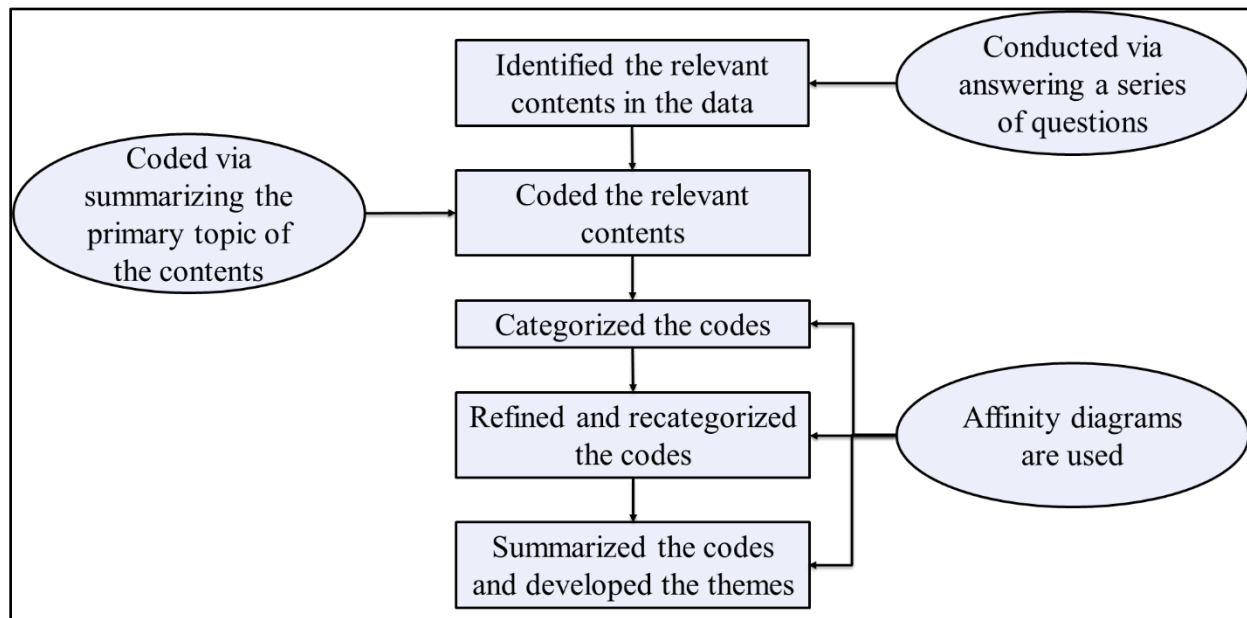 Identified the relevant
contents in the data
Conducted via
answering a series
of questions
Coded via
summarizing the
primary topic of
the contents
Coded the relevant
contents
Categorized the codes
Refined and recategorized
the codes
Affinity diagrams
are used
Summarized the codes
and developed the themes